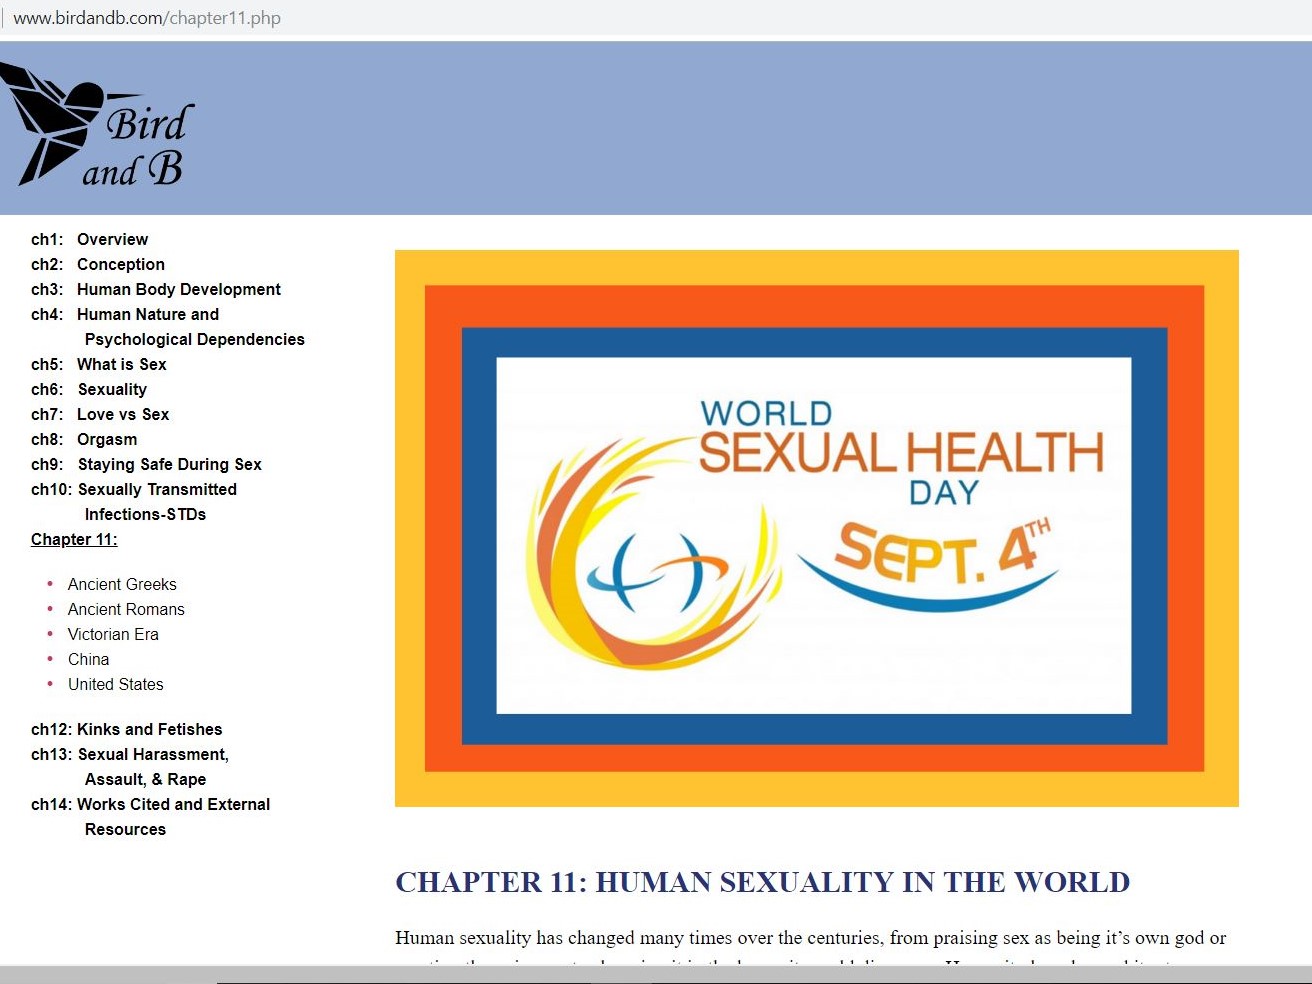 www.birdandb.com/chapter11.php
Bird
and B
ch1: Overview
ch2: Conception
ch3: Human Body Development
ch4: Human Nature and
Psychological Dependencies
ch5: What is Sex
ch6: Sexuality
ch7: Love vs Sex
ch8: Orgasm
ch9: Staying Safe During Sex
ch10: Sexually Transmitted
Infections-STDs
Chapter 11:
• Ancient Greeks
• Ancient Romans
• Victorian Era
• China
• United States
ch12: Kinks and Fetishes
ch13: Sexual Harassment,
Assault, & Rape
ch14: Works Cited and External
Resources
WORLD
SEXUAL HEALTH
DAY
SEPT. 4TH
CHAPTER 11: HUMAN SEXUALITY IN THE WORLD
Human sexuality has changed many times over the centuries, from praising sex as being it’s own god or